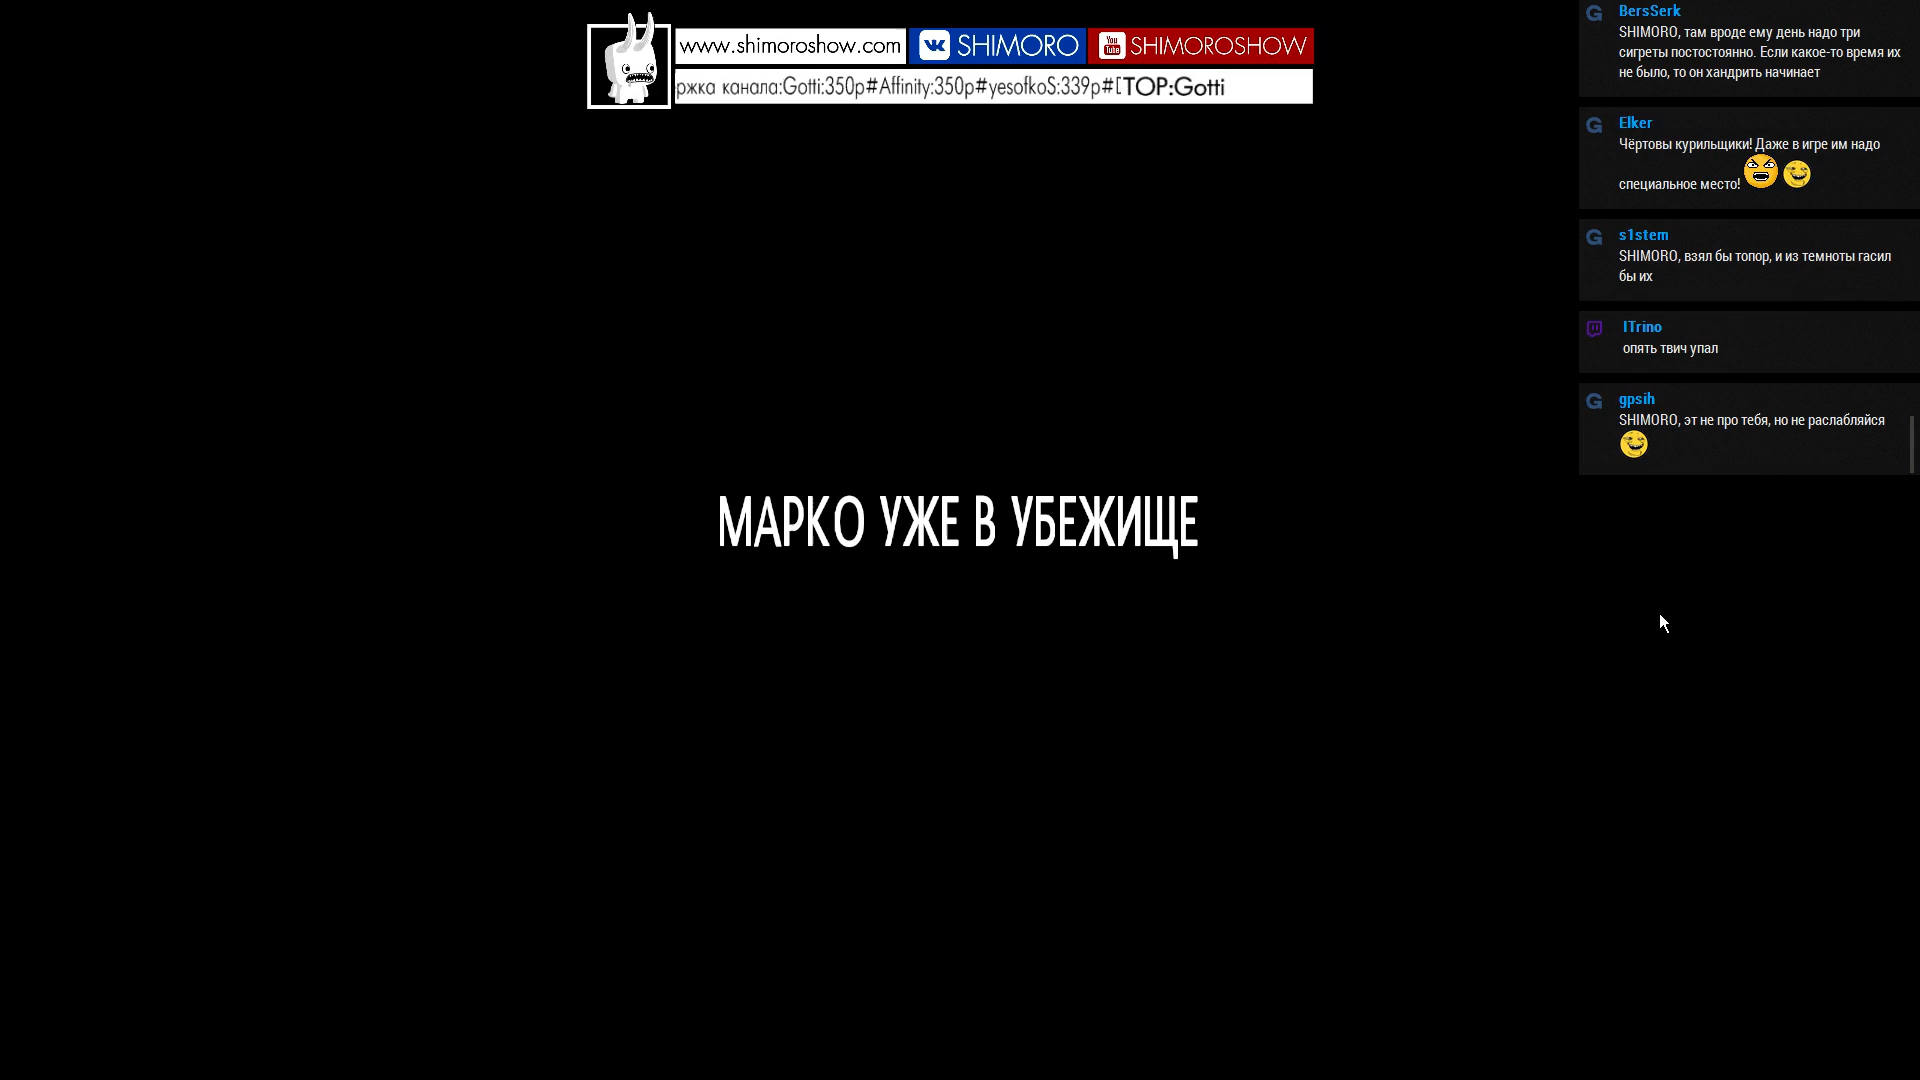 www.shimoroshow.com
SHIMORO
You Tube
SHIMOROSHOW
ржка канала:Gotti:350р#Affinity:350р#yesofkoS:339р#[
TOP:Gotti
МАРКО УЖЕ В УБЕЖИЩЕ
BersSerk
SHIMORO, там вроде ему день надо три
сигреты постостоянно. Если какое-то время их
не было, то он хандрить начинает
Elker
Чёртовы курильщики! Даже в игре им надо
специальное место!
s1stem
SHIMORO, взял бы топор, и из темноты гасил
бы их
ITrino
опять твич упал
gpsih
SHIMORO, эт не про тебя, но не раслабляйся